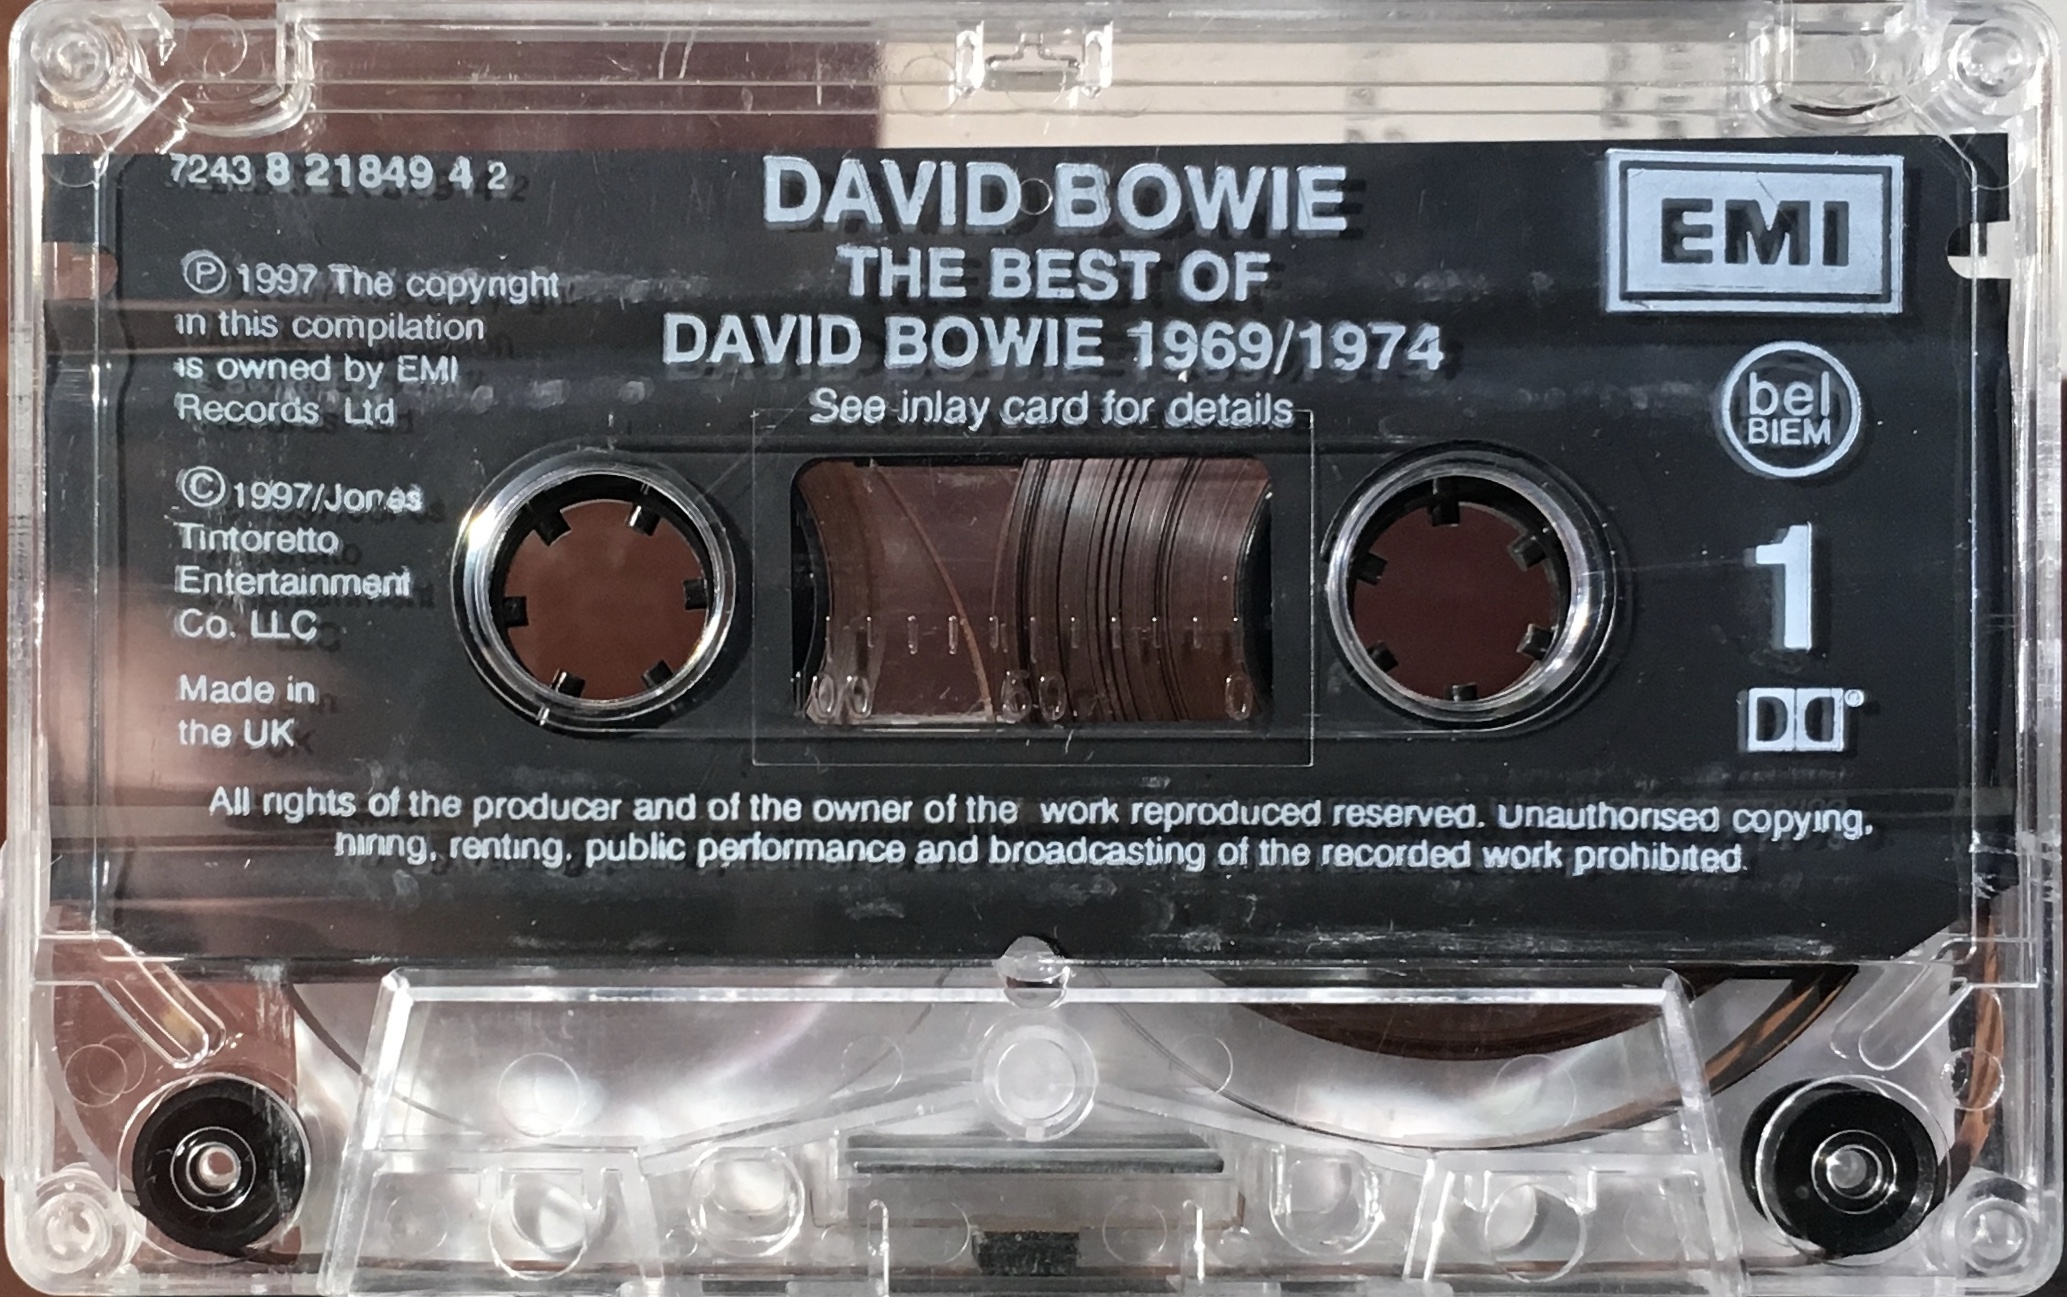 7243 8 21849 4 2
DAVID BOWIE
THE BEST OF
DAVID BOWIE 1969/1974
See inlay card for details
EMI
bel
BIEM
1
Ⓟ 1997 The copyright
in this compilation
is owned by EMI
Records Ltd
© 1997/Jones
Tintoretto
Entertainment
Co. LLC
Made in
the UK
100 50 0
All rights of the producer and of the owner of the work reproduced reserved. Unauthorised copying,
hiring, renting, public performance and broadcasting of the recorded work prohibited.